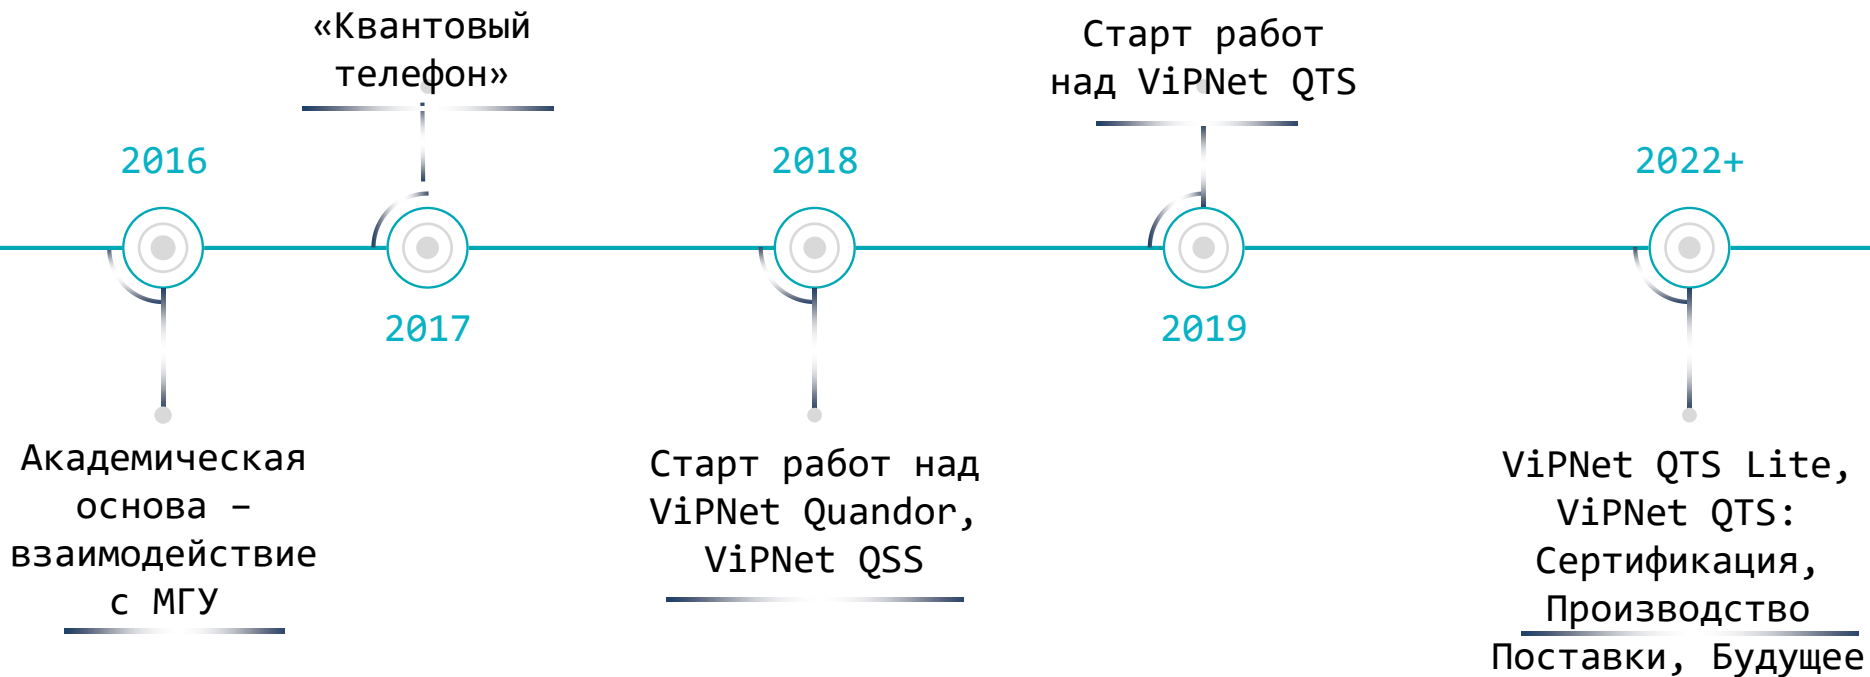 «Квантовый
телефон»
Старт работ
над ViPNet QTS
2016
2018
2022+
2017
2019
Академическая
основа –
взаимодействие
с МГУ
Старт работ над
ViPNet Quandor,
ViPNet QSS
ViPNet QTS Lite,
ViPNet QTS:
Сертификация,
Производство
Поставки, Будущее